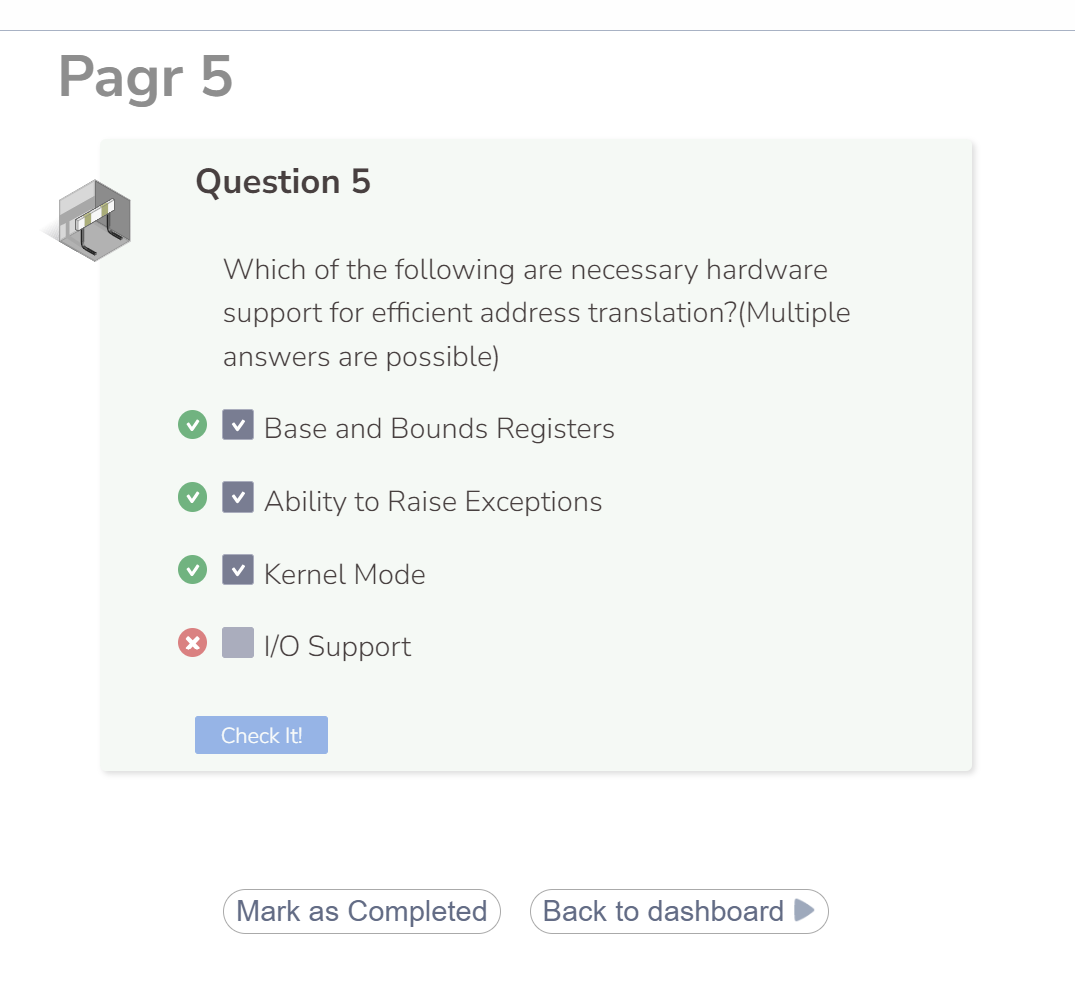 Pagr 5
Question 5
Which of the following are necessary hardware
support for efficient address translation?(Multiple
answers are possible)
Base and Bounds Registers
Ability to Raise Exceptions
Kernel Mode
I/O Support
Check It!
Mark as Completed
Back to dashboard